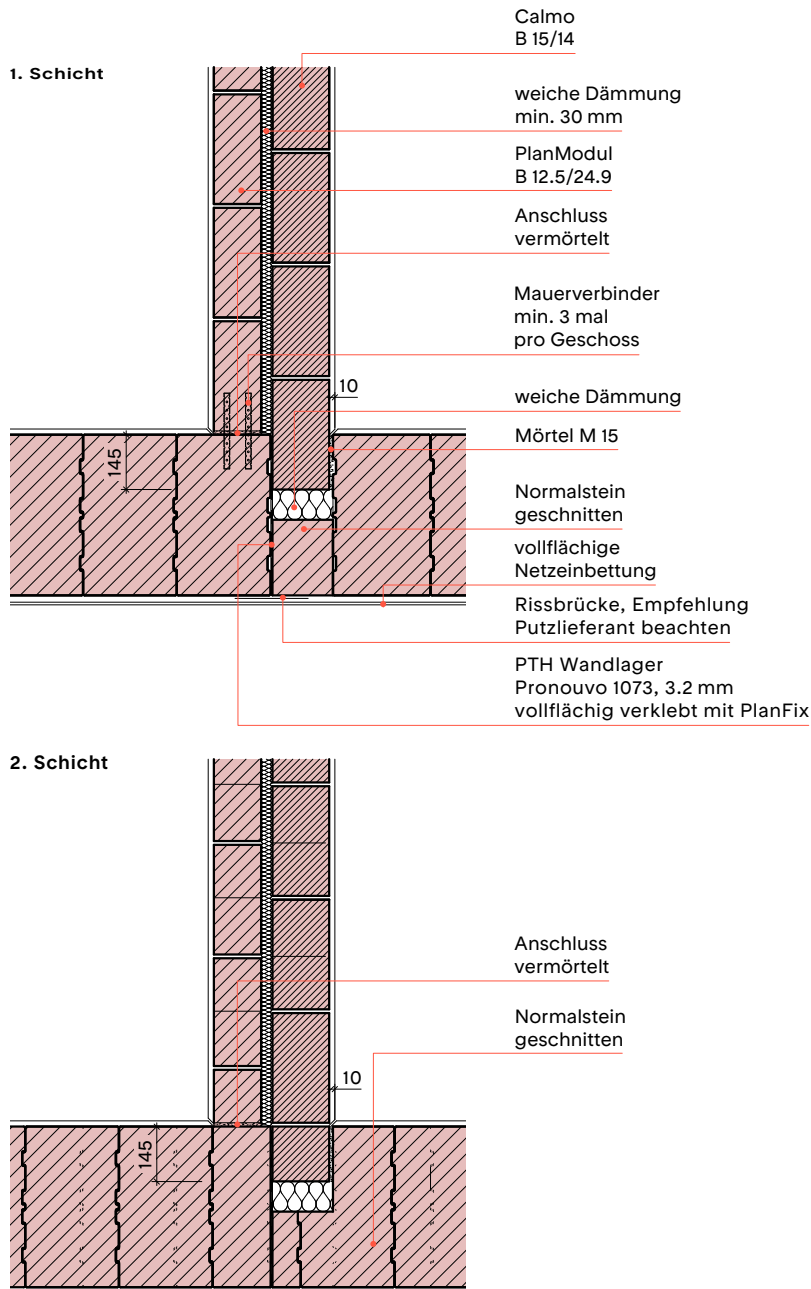 Calmo
B 15/14
1. Schicht
weiche Dämmung
min. 30 mm
PlanModul
B 12.5/24.9
Anschluss
vermörtelt
Mauerverbinder
min. 3 mal
pro Geschoss
10
weiche Dämmung
Mörtel M 15
145
Normalstein
geschnitten
vollflächige
Netzeinbettung
Rissbrücke, Empfehlung
Putzlieferant beachten
PTH Wandlager
Pronouvo 1073, 3.2 mm
vollflächig verklebt mit PlanFix
2. Schicht
Anschluss
vermörtelt
Normalstein
geschnitten
10
145